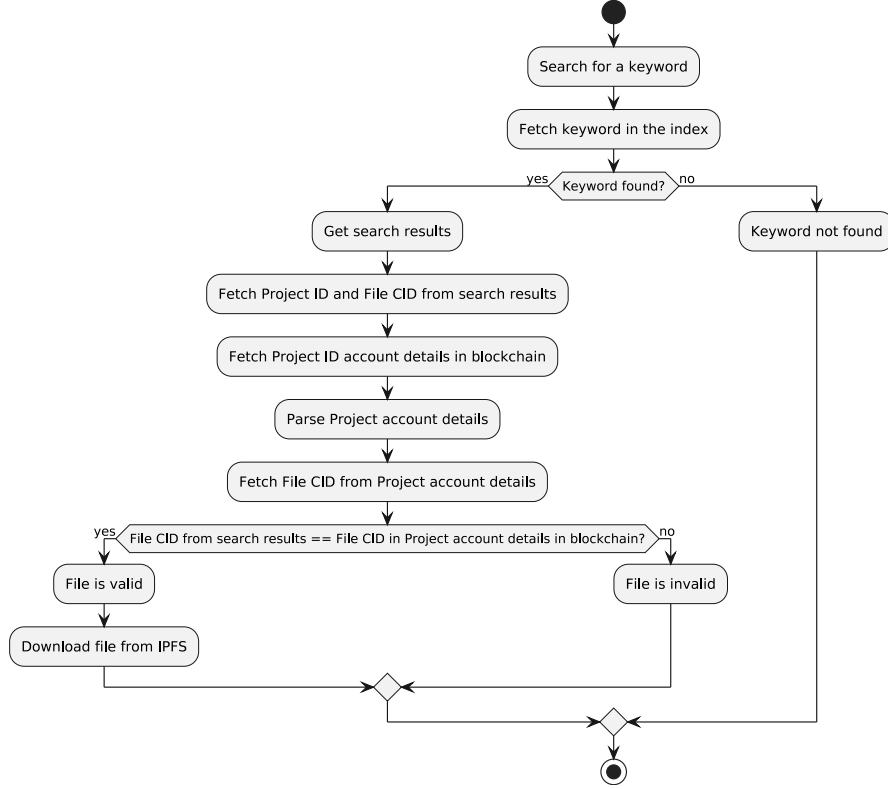 Search for a keyword
Fetch keyword in the index
yes
Keyword found?
no
Get search results
Keyword not found
Fetch Project ID and File CID from search results
Fetch Project ID account details in blockchain
Parse Project account details
Fetch File CID from Project account details
yes
File CID from search results == File CID in Project account details in blockchain?
no
File is valid
File is invalid
Download file from IPFS